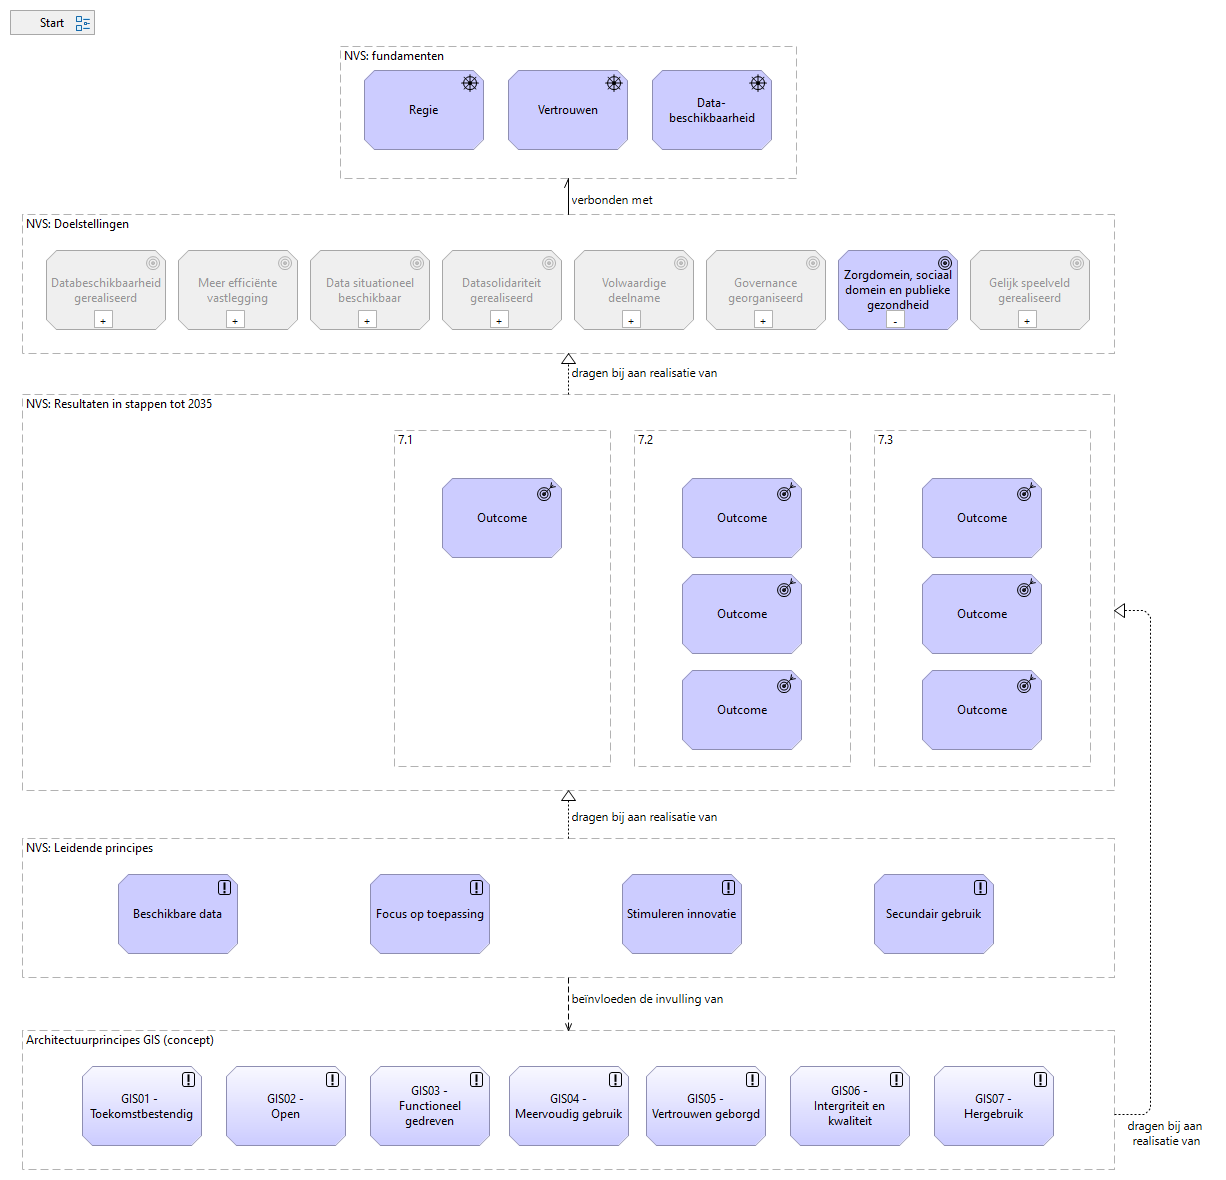 Start
NVS: fundamenten
Regie
Vertrouwen
Data-
beschikbaarheid
verbonden met
NVS: Doelstellingen
Databeschikbaarheid
gerealiseerd
+
Meer efficiënte
vastlegging
+
Data situationeel
beschikbaar
+
Datasolidariteit
gerealiseerd
+
Volwaardige
deelname
+
Governance
georganiseerd
+
Zorgdomein, sociaal
domein en publieke
gezondheid
-
Gelijk speelveld
gerealiseerd
+
dragen bij aan realisatie van
NVS: Resultaten in stappen tot 2035
7.1
Outcome
7.2
Outcome
Outcome
Outcome
7.3
Outcome
Outcome
Outcome
dragen bij aan realisatie van
NVS: Leidende principes
Beschikbare data
Focus op toepassing
Stimuleren innovatie
Secundair gebruik
beïnvloeden de invulling van
Architectuurprincipes GIS (concept)
GIS01 -
Toekomstbestendig
GIS02 -
Open
GIS03 -
Functioneel
gedreven
GIS04 -
Meervoudig gebruik
GIS05 -
Vertrouwen geborgd
GIS06 -
Intergriteit en
kwaliteit
GIS07 -
Hergebruik
dragen bij aan
realisatie van